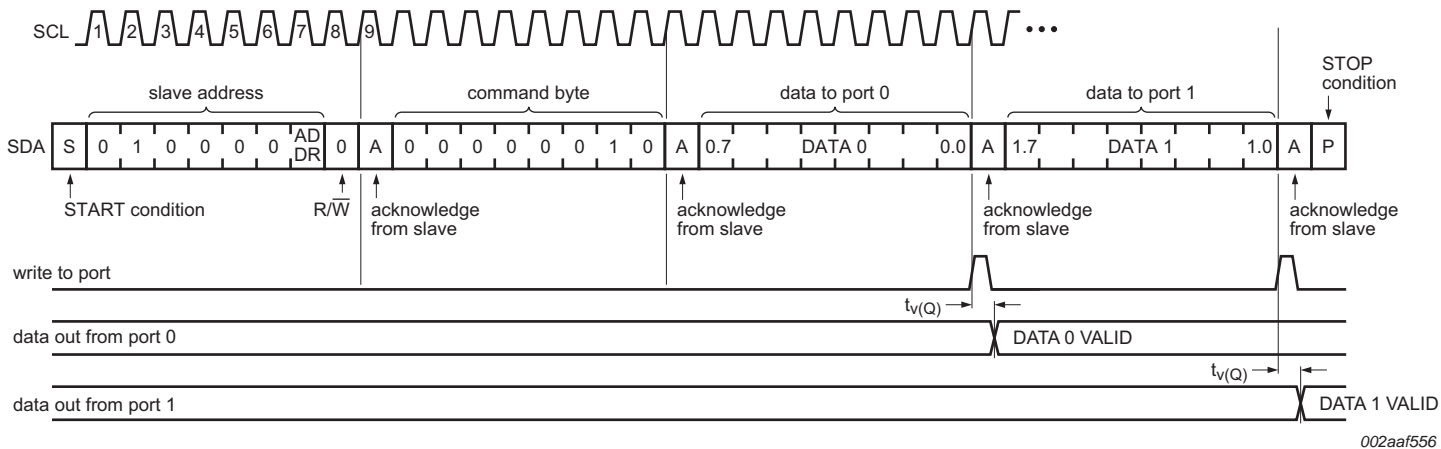 SCL 1 2 3 4 5 6 7 8 9 •••
STOP
condition
slave address command byte data to port 0 data to port 1
SDA S 0 1 0 0 0 0 AD DR 0 A 0 0 0 0 0 0 1 0 A 0.7 DATA 0 0.0 A 1.7 DATA 1 1.0 A P
START condition R/W̅ acknowledge from slave acknowledge from slave acknowledge from slave acknowledge from slave
write to port
tv(Q)
data out from port 0 DATA 0 VALID
tv(Q)
data out from port 1 DATA 1 VALID
002aaf556